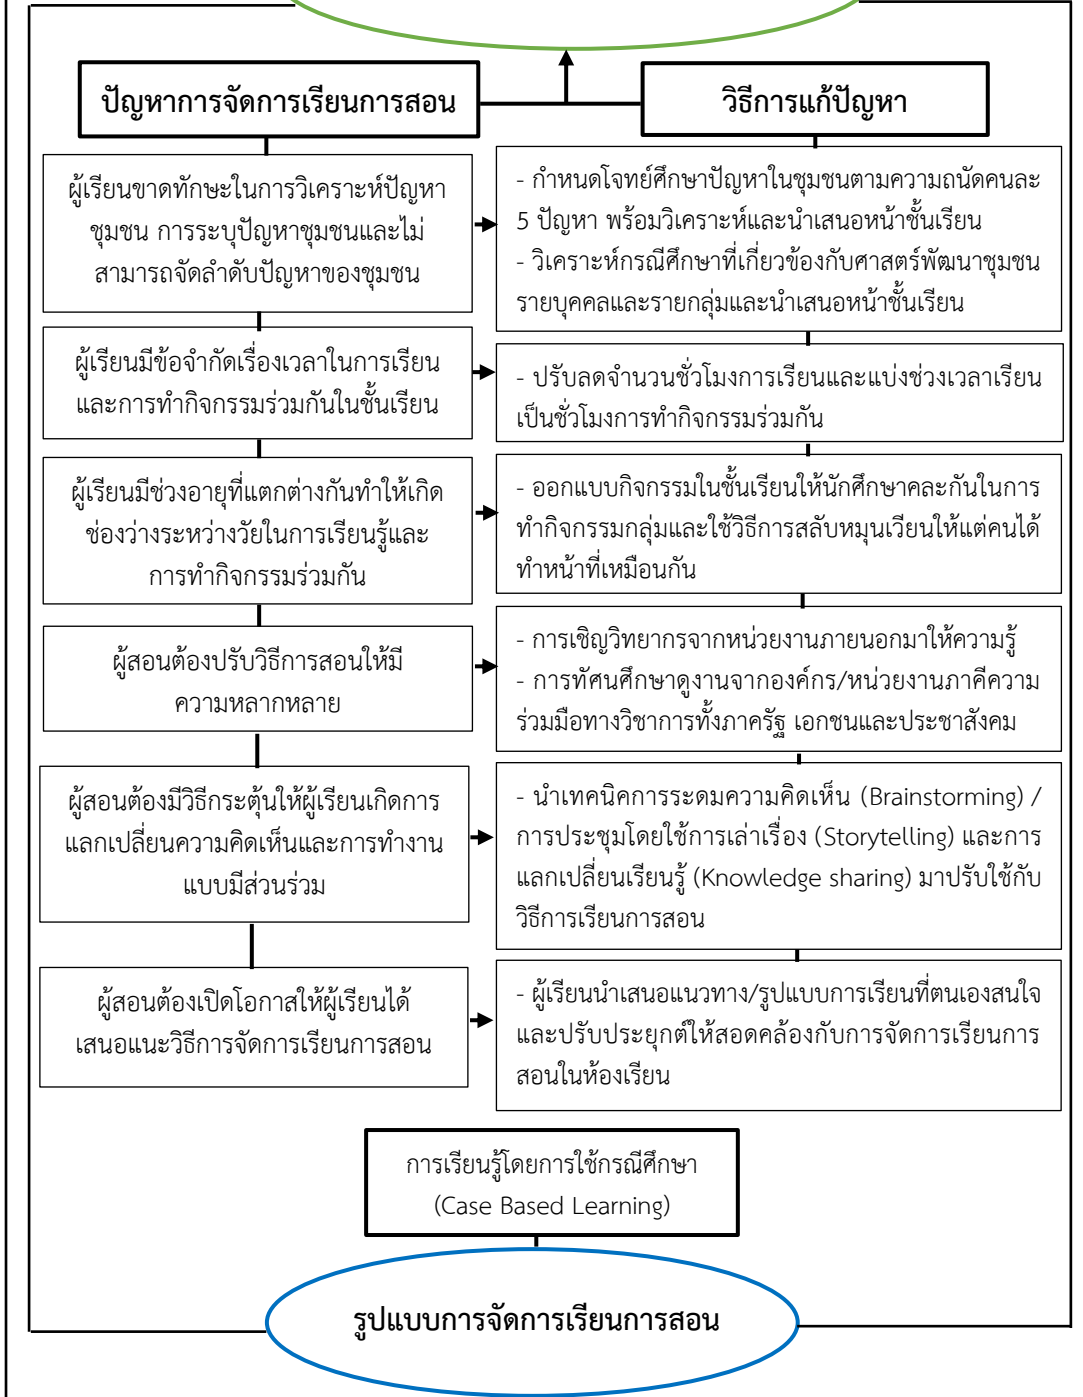 ปัญหาการจัดการเรียนการสอน
วิธีการแก้ปัญหา
ผู้เรียนขาดทักษะในการวิเคราะห์ปัญหา
ชุมชน การระบุปัญหาชุมชนและไม่
สามารถจัดลำดับปัญหาของชุมชน
- กำหนดโจทย์ศึกษาปัญหาในชุมชนตามความถนัดคนละ
5 ปัญหา พร้อมวิเคราะห์และนำเสนอหน้าชั้นเรียน
- วิเคราะห์กรณีศึกษาที่เกี่ยวข้องกับศาสตร์พัฒนาชุมชน
รายบุคคลและรายกลุ่มและนำเสนอหน้าชั้นเรียน
ผู้เรียนมีข้อจำกัดเรื่องเวลาในการเรียน
และการทำกิจกรรมร่วมกันในชั้นเรียน
- ปรับลดจำนวนชั่วโมงการเรียนและแบ่งช่วงเวลาเรียน
เป็นชั่วโมงการทำกิจกรรมร่วมกัน
ผู้เรียนมีช่วงอายุที่แตกต่างกันทำให้เกิด
ช่องว่างระหว่างวัยในการเรียนรู้และ
การทำกิจกรรมร่วมกัน
- ออกแบบกิจกรรมในชั้นเรียนให้นักศึกษาคละกันในการ
ทำกิจกรรมกลุ่มและใช้วิธีการสลับหมุนเวียนให้แต่คนได้
ทำหน้าที่เหมือนกัน
ผู้สอนต้องปรับวิธีการสอนให้มี
ความหลากหลาย
- การเชิญวิทยากรจากหน่วยงานภายนอกมาให้ความรู้
- การทัศนศึกษาดูงานจากองค์กร/หน่วยงานภาคีความ
ร่วมมือทางวิชาการทั้งภาครัฐ เอกชนและประชาสังคม
ผู้สอนต้องมีวิธีกระตุ้นให้ผู้เรียนเกิดการ
แลกเปลี่ยนความคิดเห็นและการทำงาน
แบบมีส่วนร่วม
- นำเทคนิคการระดมความคิดเห็น (Brainstorming) /
การประชุมโดยใช้การเล่าเรื่อง (Storytelling) และการ
แลกเปลี่ยนเรียนรู้ (Knowledge sharing) มาปรับใช้กับ
วิธีการเรียนการสอน
ผู้สอนต้องเปิดโอกาสให้ผู้เรียนได้
เสนอแนะวิธีการจัดการเรียนการสอน
- ผู้เรียนนำเสนอแนวทาง/รูปแบบการเรียนที่ตนเองสนใจ
และปรับประยุกต์ให้สอดคล้องกับการจัดการเรียนการ
สอนในห้องเรียน
การเรียนรู้โดยการใช้กรณีศึกษา
(Case Based Learning)
รูปแบบการจัดการเรียนการสอน